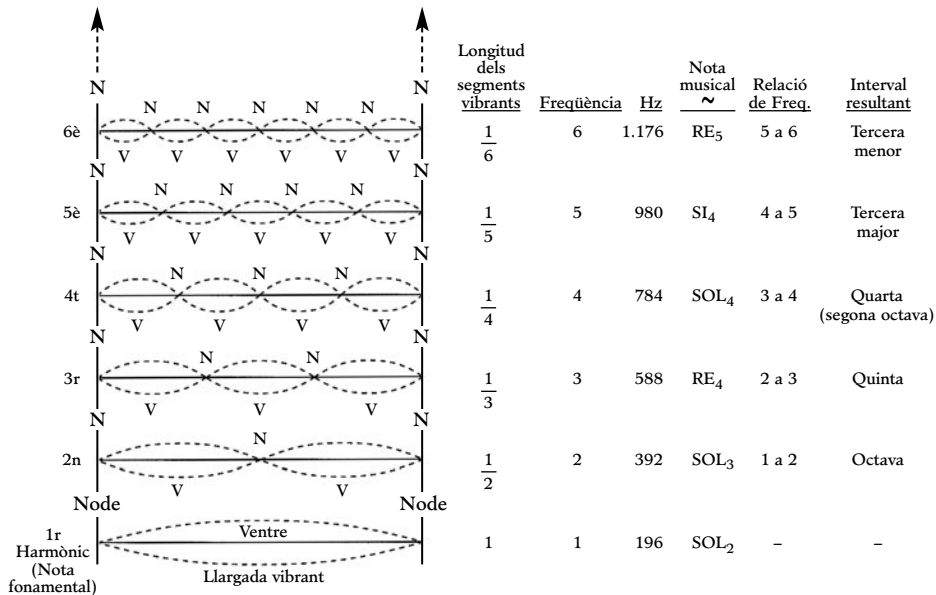 Longitud
dels
segments
vibrants Freqüència Hz Nota
musical
~ Relació
de Freq. Interval
resultant
N N
N N N N N
6è 1/6 6 1.176 RE5 5 a 6 Tercera
menor
V V V V V V
N N
N N N N
5è 1/5 5 980 SI4 4 a 5 Tercera
major
V V V V V
N N
N N N
4t 1/4 4 784 SOL4 3 a 4 Quarta
(segona octava)
V V V V
N N
N N
3r 1/3 3 588 RE4 2 a 3 Quinta
V V V
N N
N
2n 1/2 2 392 SOL3 1 a 2 Octava
V V
Node Node
1r
Harmònic
(Nota
fonamental)
Ventre
1 1 196 SOL2 – –
Llargada vibrant